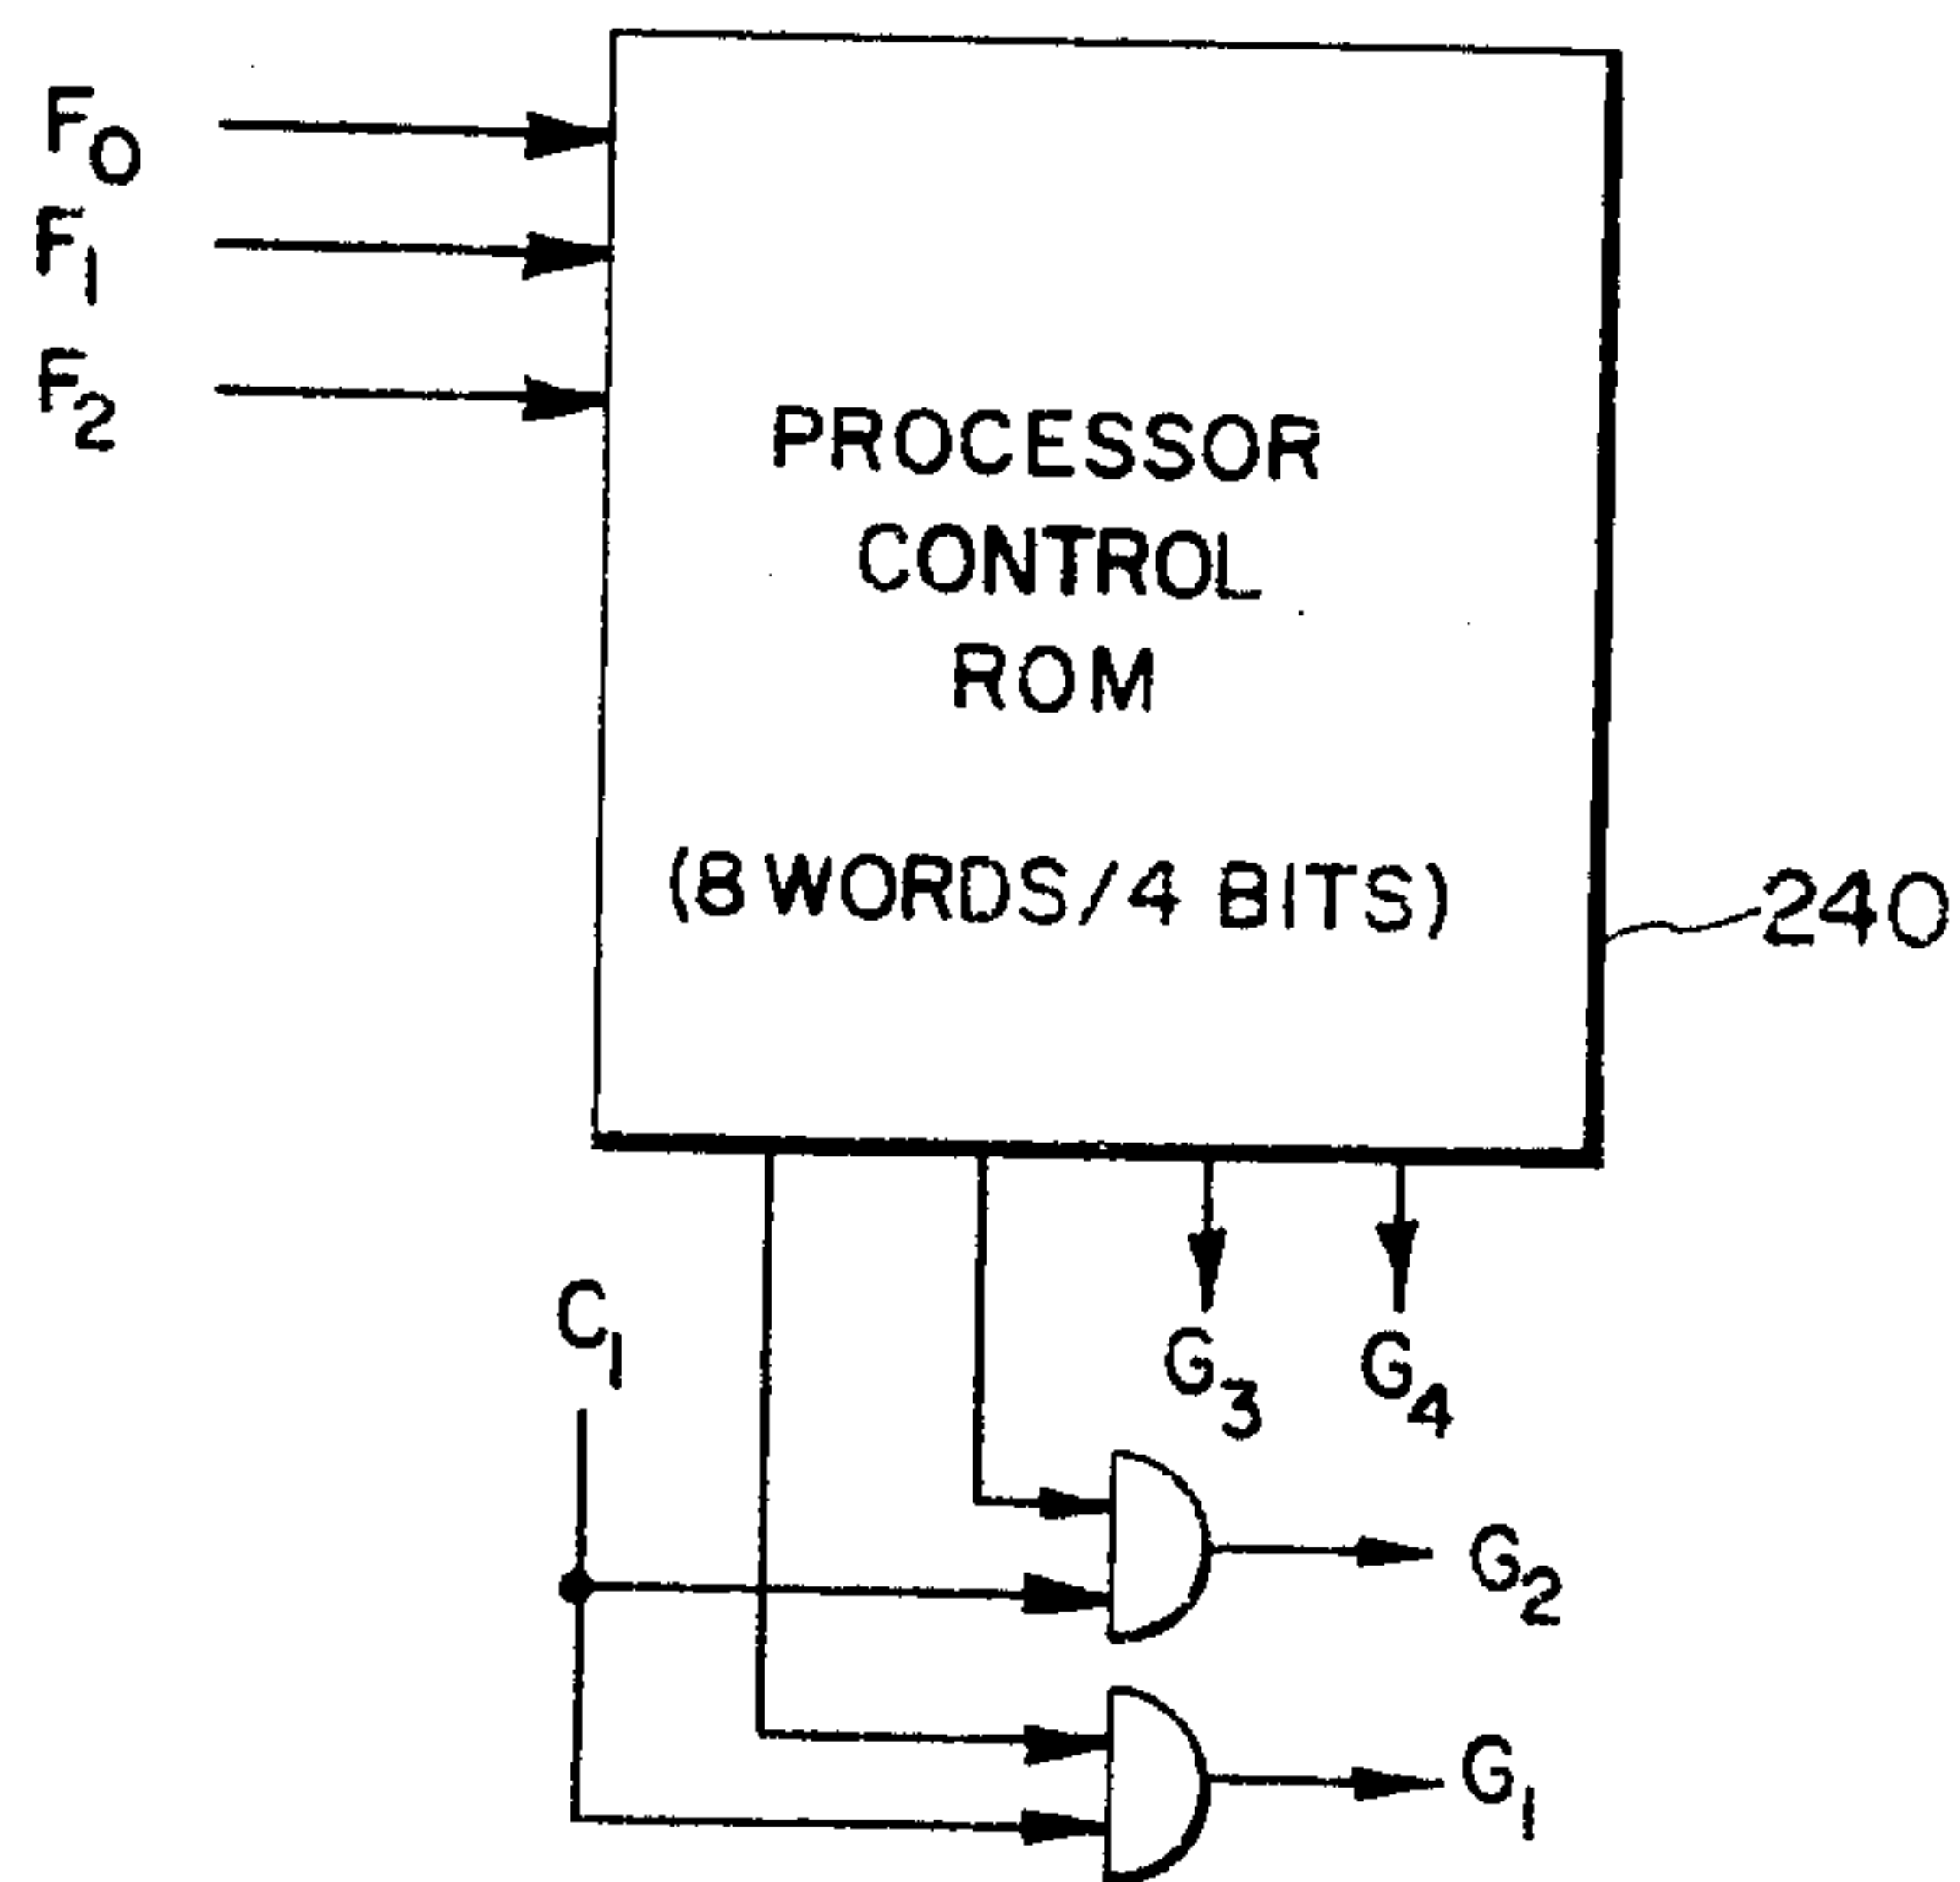 F0
F1
F2
PROCESSOR
CONTROL
ROM
(8 WORDS/4 BITS)
240
C1
G3
G4
G2
G1